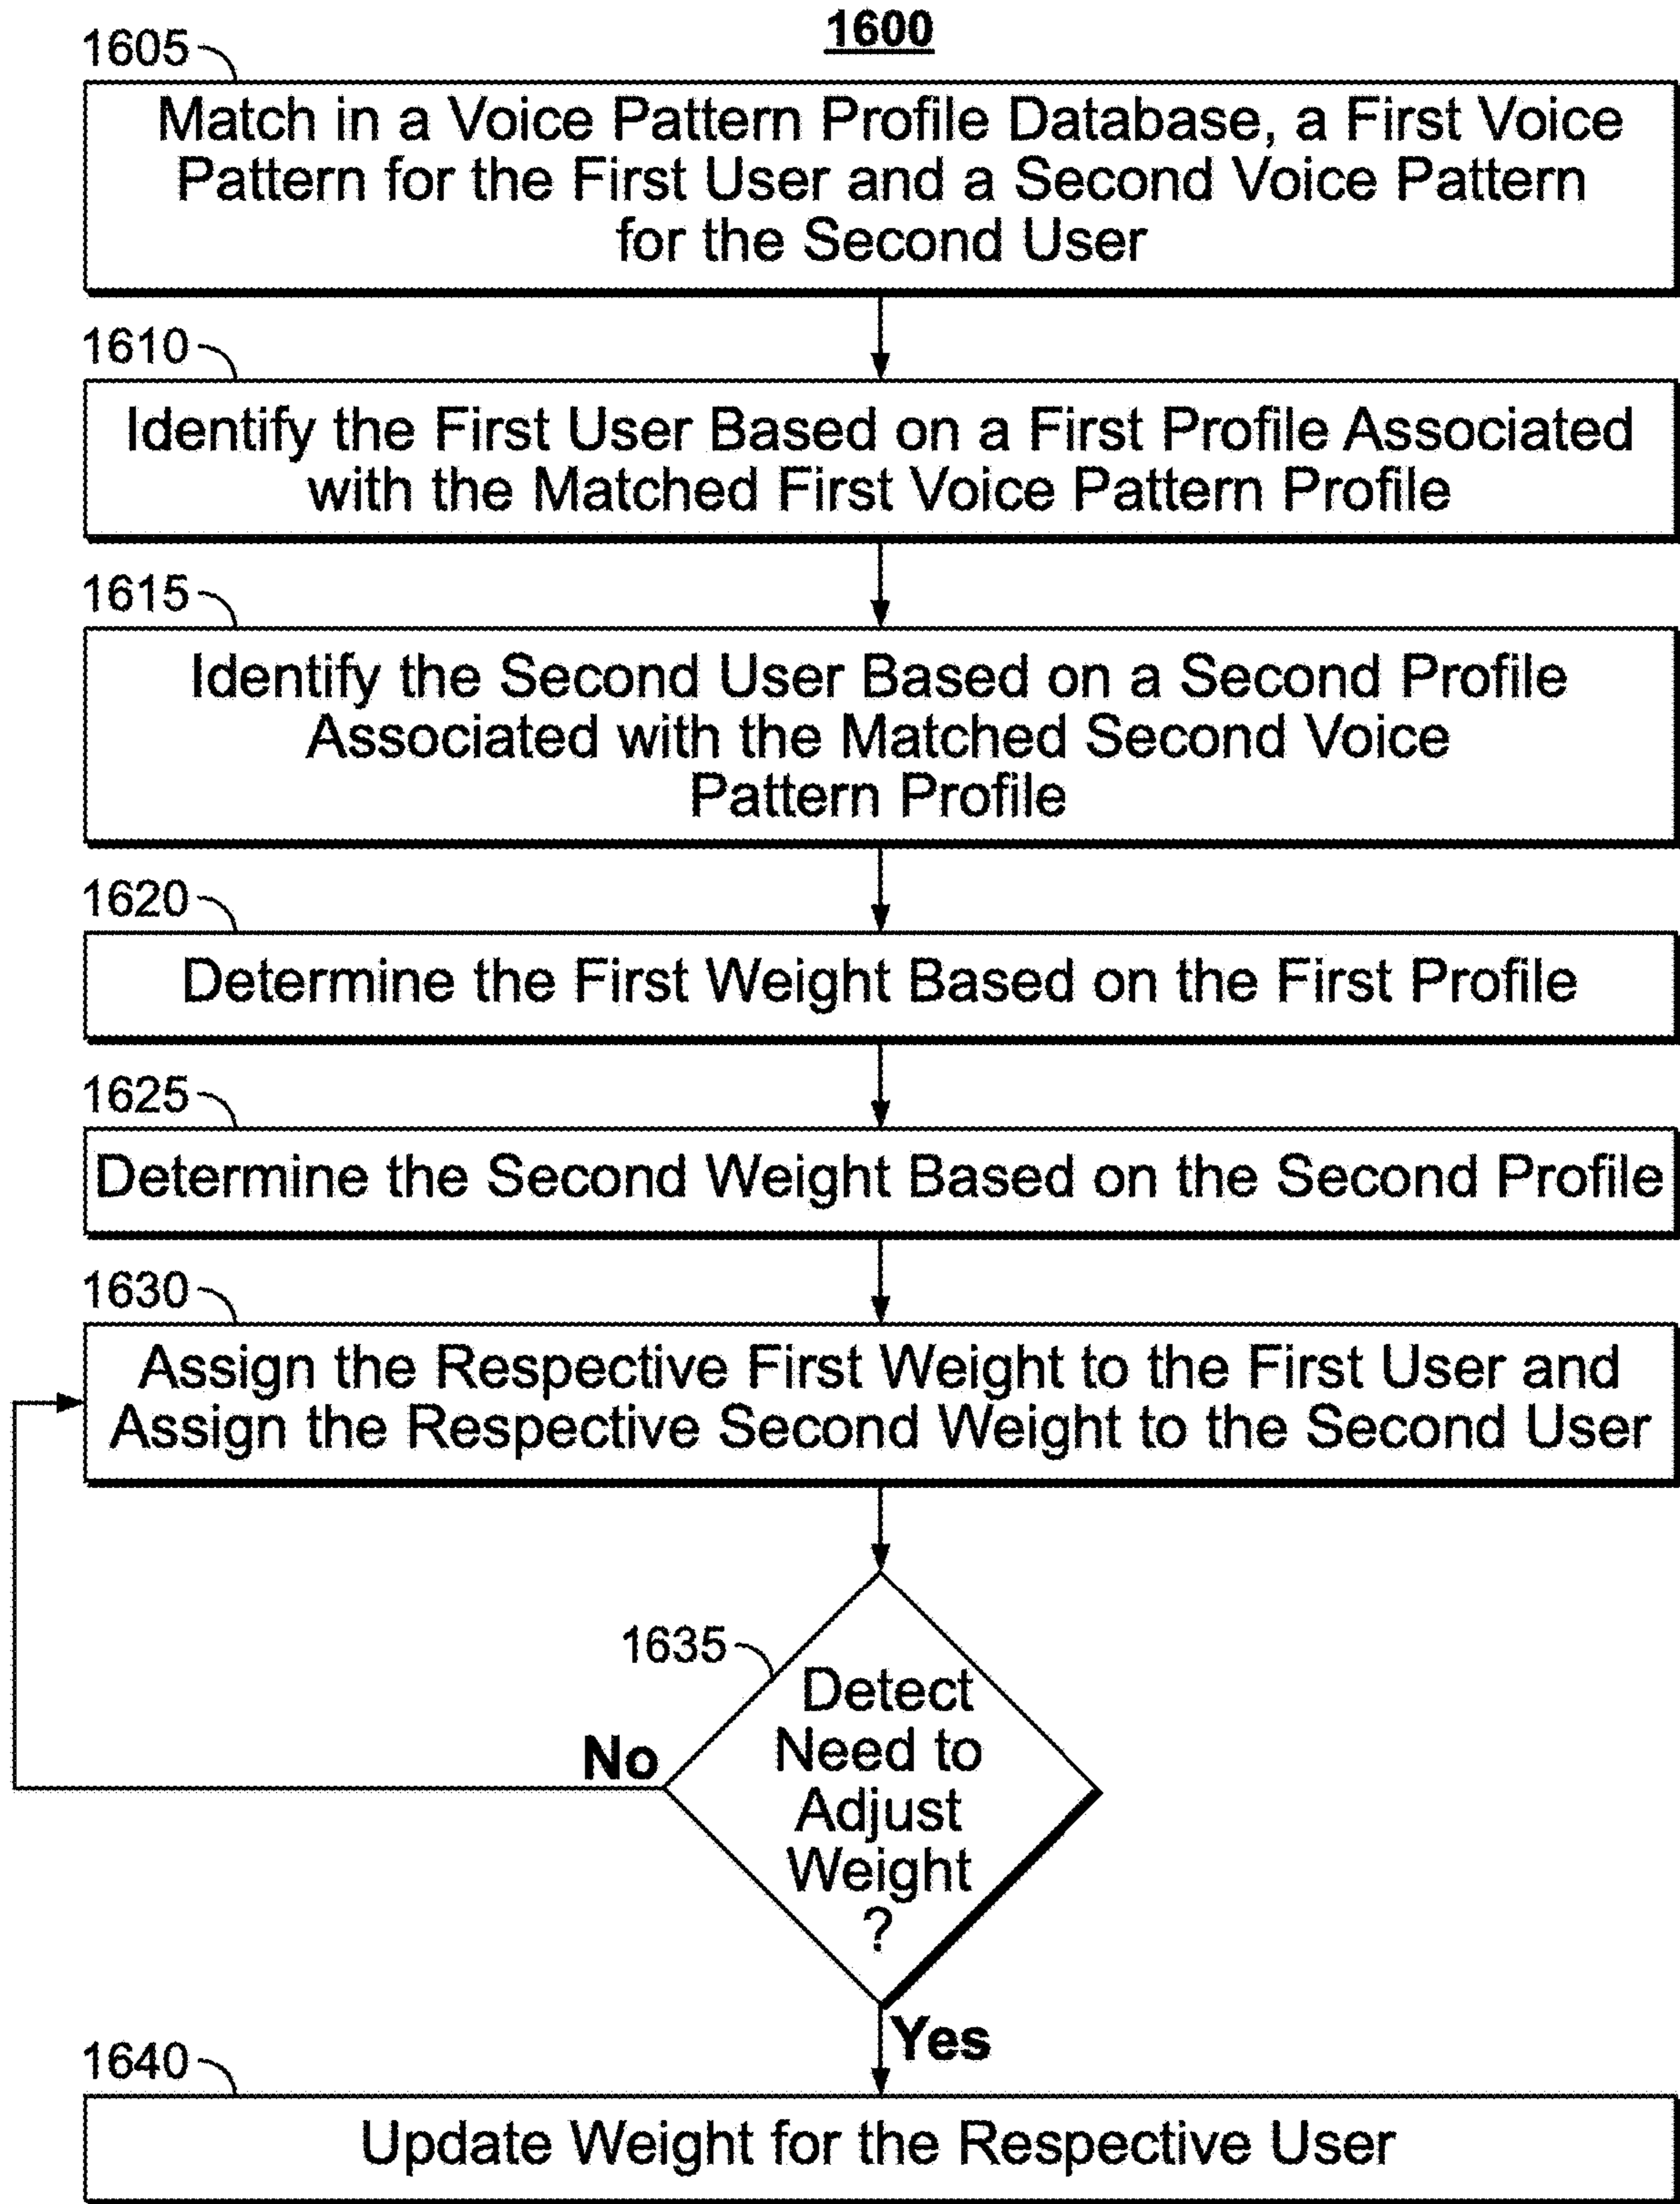 1600
1605
Match in a Voice Pattern Profile Database, a First Voice
Pattern for the First User and a Second Voice Pattern
for the Second User
1610
Identify the First User Based on a First Profile Associated
with the Matched First Voice Pattern Profile
1615
Identify the Second User Based on a Second Profile
Associated with the Matched Second Voice
Pattern Profile
1620
Determine the First Weight Based on the First Profile
1625
Determine the Second Weight Based on the Second Profile
1630
Assign the Respective First Weight to the First User and
Assign the Respective Second Weight to the Second User
1635
Detect
Need to
Adjust
Weight
?
No
Yes
1640
Update Weight for the Respective User